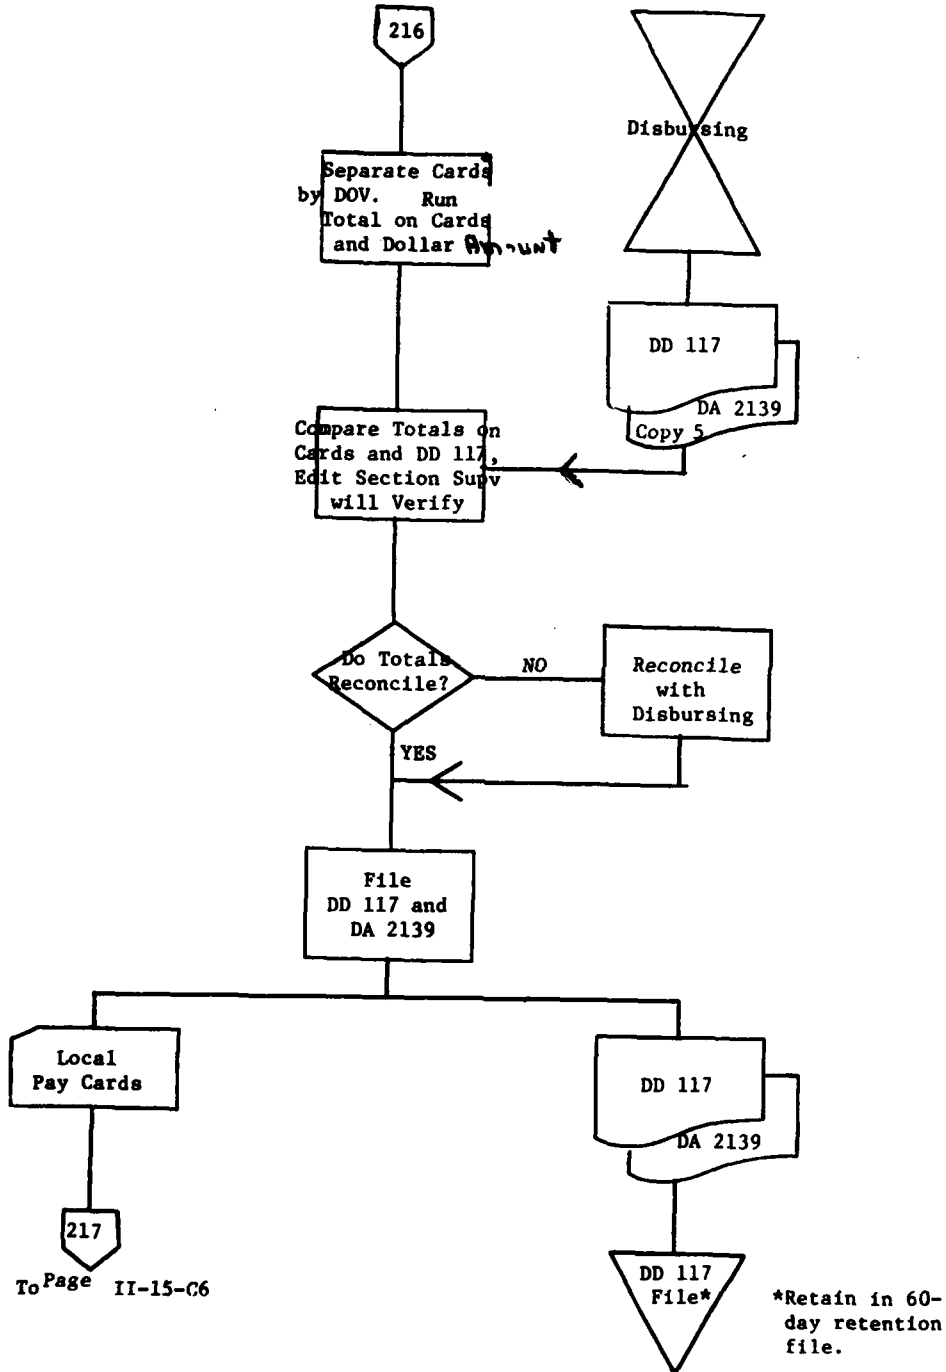 216
Disbursing
Separate Cards
by DOV. Run
Total on Cards
and Dollar Amount
DD 117
DA 2139
Copy 5
Compare Totals on
Cards and DD 117,
Edit Section Supv
will Verify
Do Totals
Reconcile?
NO
Reconcile
with
Disbursing
YES
File
DD 117 and
DA 2139
Local
Pay Cards
DD 117
DA 2139
217
To Page II-15-C6
DD 117
File*
*Retain in 60-
day retention
file.